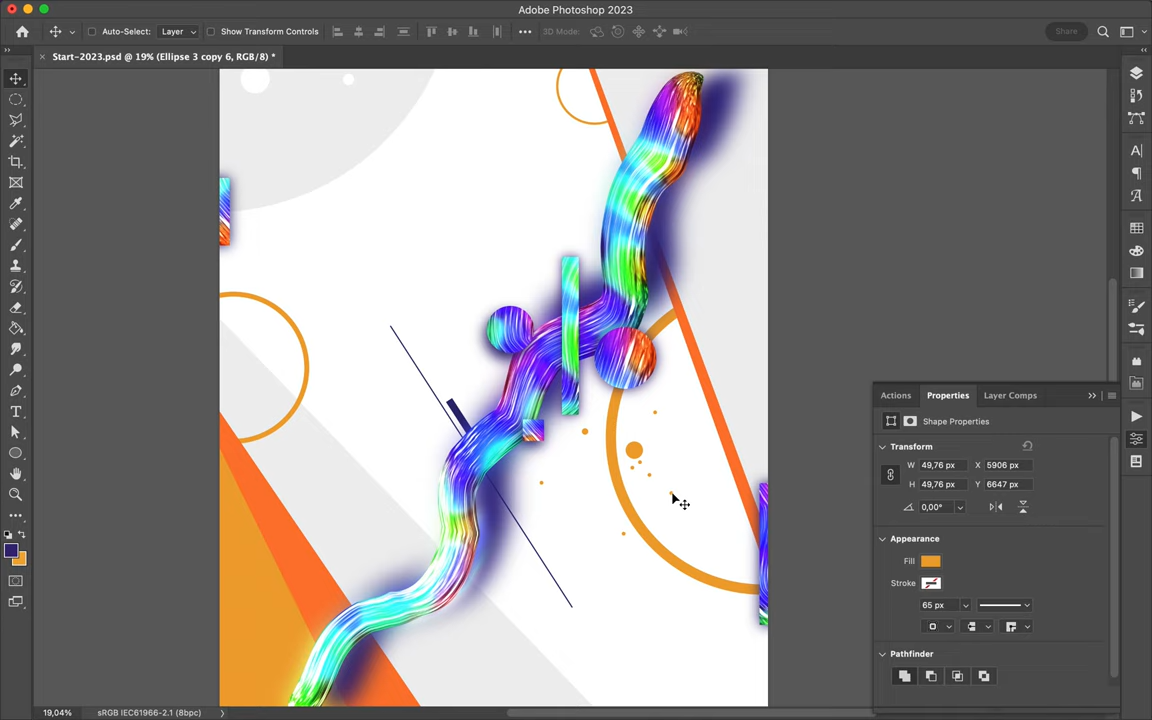 Adobe Photoshop 2023
Auto-Select: Layer Show Transform Controls 3D Mode: Share
Start-2023.psd @ 19% (Ellipse 3 copy 6, RGB/8) *
Actions Properties Layer Comps
Shape Properties
Transform
W 49,76 px X 5906 px
H 49,76 px Y 6647 px
0,00°
Appearance
Fill
Stroke
65 px
Pathfinder
19,04% sRGB IEC61966-2.1 (8bpc)